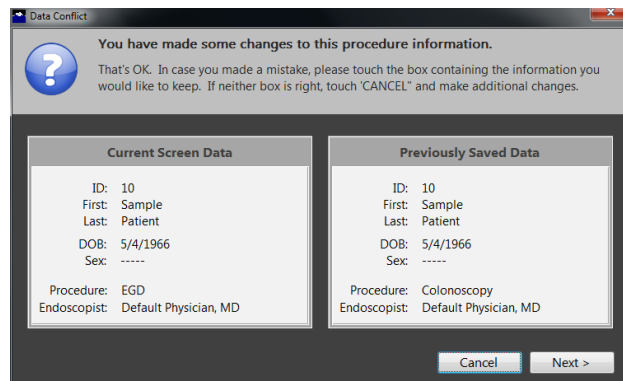 Data Conflict
You have made some changes to this procedure information.
That's OK. In case you made a mistake, please touch the box containing the information you
would like to keep. If neither box is right, touch 'CANCEL" and make additional changes.
Current Screen Data
ID: 10
First: Sample
Last: Patient
DOB: 5/4/1966
Sex: -----
Procedure: EGD
Endoscopist: Default Physician, MD
Previously Saved Data
ID: 10
First: Sample
Last: Patient
DOB: 5/4/1966
Sex: -----
Procedure: Colonoscopy
Endoscopist: Default Physician, MD
Cancel
Next >